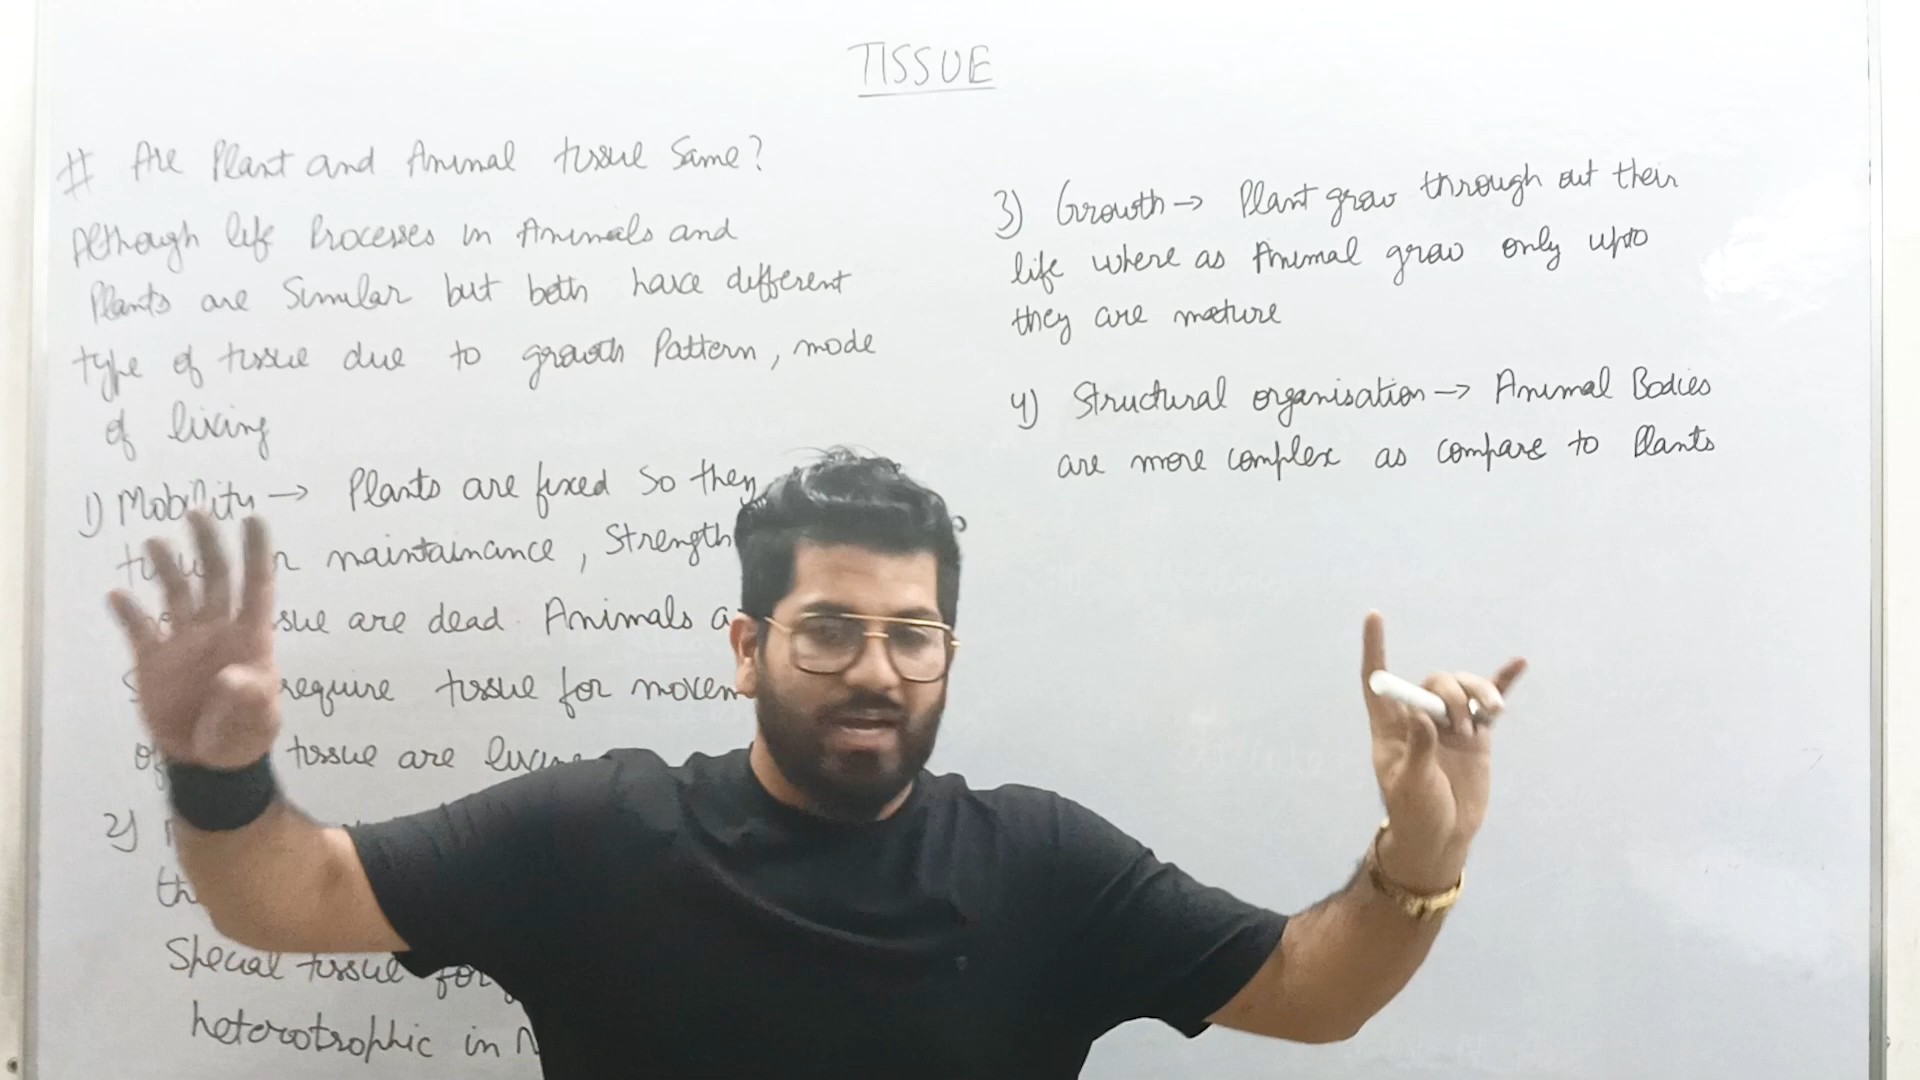 TISSUE
# Are Plant and Animal tissue Same?
Although life Processes in Animals and
Plants are Similar but both have different
type of tissue due to growth Pattern, mode
of living
1) Mobility → Plants are fixed So they
maintainance, Strength
are dead. Animals
require tissue for
tissue are
2)
Special tissue for
heterotrophic in
3) Growth → Plant grow through out their
life where as Animal grow only upto
they are mature
4) Structural organisation → Animal Bodies
are more complex as compare to Plants